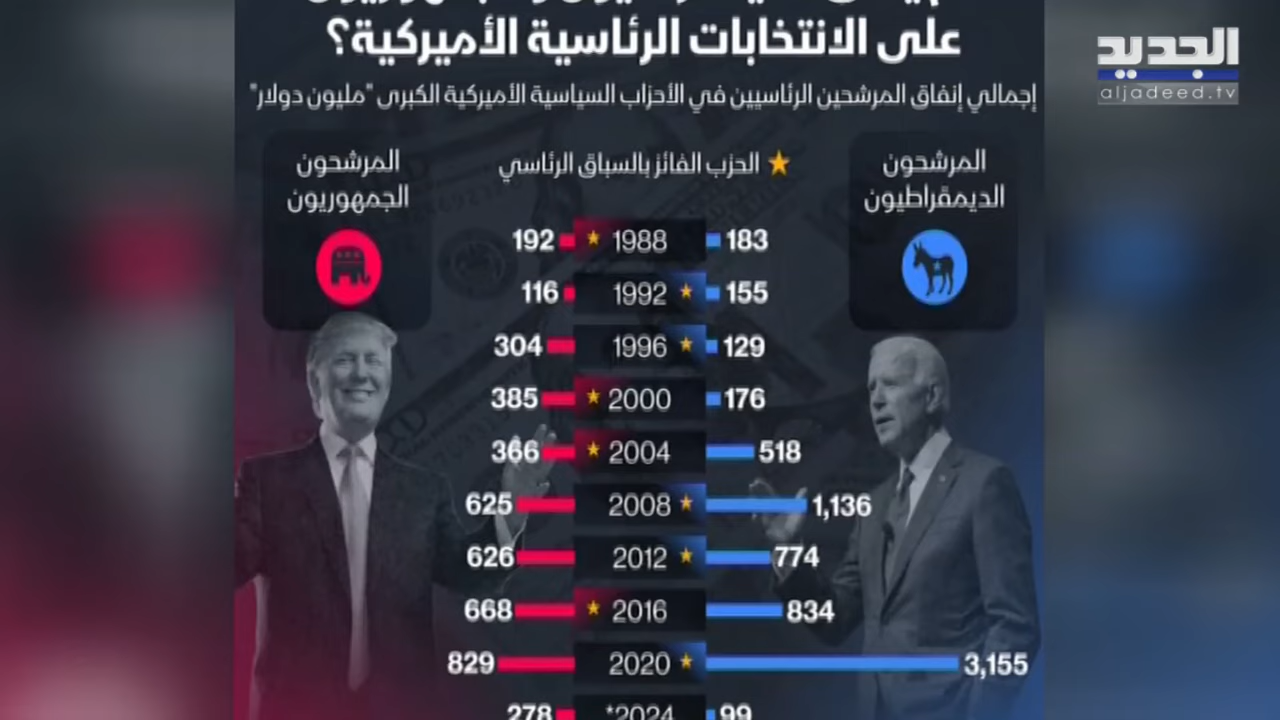 على الانتخابات الرئاسية الأميركية؟
الجديد
aljadeed.tv
إجمالي إنفاق المرشحين الرئاسيين في الأحزاب السياسية الأميركية الكبرى "مليون دولار"
المرشحون
الديمقراطيون
الحزب الفائز بالسباق الرئاسي
المرشحون
الجمهوريون
192 1988 183
116 1992 155
304 1996 129
385 2000 176
366 2004 518
625 2008 1,136
626 2012 774
668 2016 834
829 2020 3,155
278 *2024 99